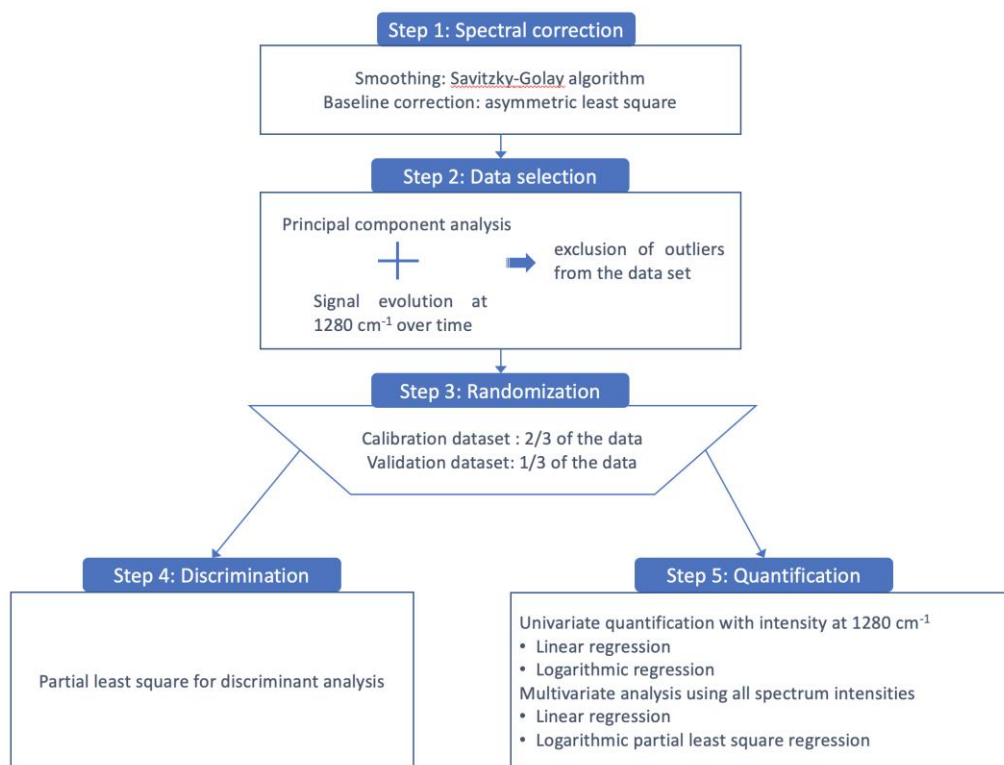 Step 1: Spectral correction
Smoothing: Savitzky-Golay algorithm
Baseline correction: asymmetric least square
Step 2: Data selection
Principal component analysis
Signal evolution at
1280 cm⁻¹ over time
exclusion of outliers
from the data set
Step 3: Randomization
Calibration dataset : 2/3 of the data
Validation dataset: 1/3 of the data
Step 4: Discrimination
Partial least square for discriminant analysis
Step 5: Quantification
Univariate quantification with intensity at 1280 cm⁻¹
• Linear regression
• Logarithmic regression
Multivariate analysis using all spectrum intensities
• Linear regression
• Logarithmic partial least square regression